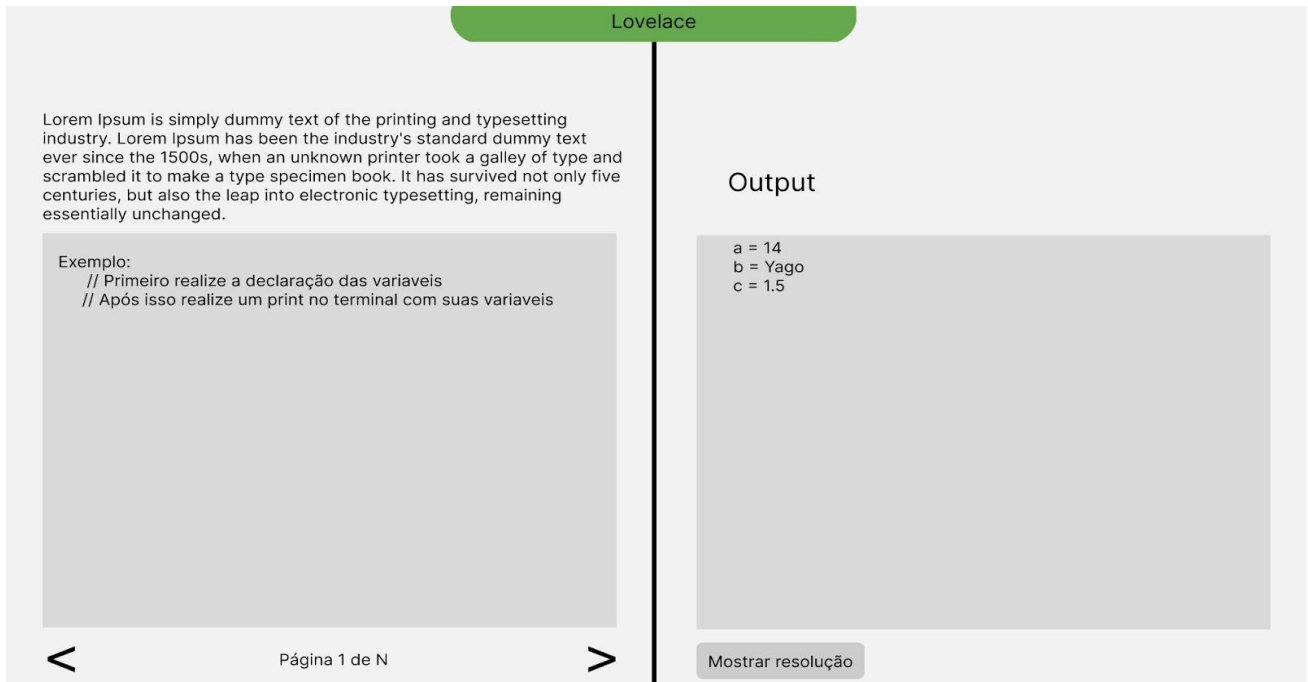 Lovelace
Lorem Ipsum is simply dummy text of the printing and typesetting
industry. Lorem Ipsum has been the industry's standard dummy text
ever since the 1500s, when an unknown printer took a galley of type and
scrambled it to make a type specimen book. It has survived not only five
centuries, but also the leap into electronic typesetting, remaining
essentially unchanged.
Exemplo:
// Primeiro realize a declaração das variaveis
// Após isso realize um print no terminal com suas variaveis
<
Página 1 de N
>
Output
a = 14
b = Yago
c = 1.5
Mostrar resolução